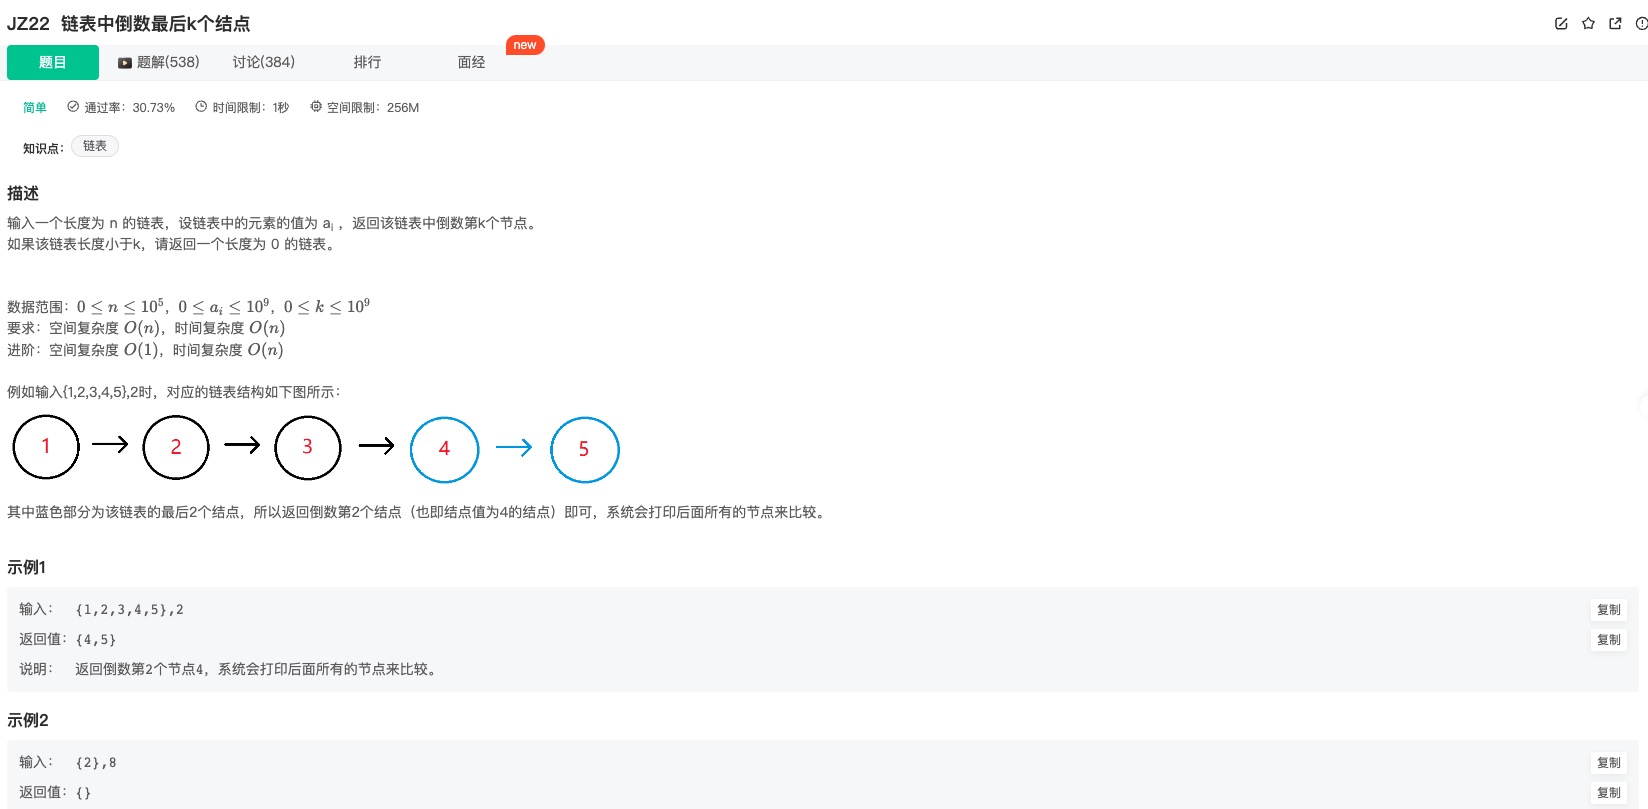 JZ22 链表中倒数最后k个结点
new
题目 题解(538) 讨论(384) 排行 面经
简单 通过率：30.73% 时间限制：1秒 空间限制：256M
知识点： 链表
描述
输入一个长度为 n 的链表，设链表中的元素的值为 aᵢ ，返回该链表中倒数第k个节点。
如果该链表长度小于k，请返回一个长度为 0 的链表。
数据范围：0 ≤ n ≤ 10⁵，0 ≤ aᵢ ≤ 10⁹，0 ≤ k ≤ 10⁹
要求：空间复杂度 O(n)，时间复杂度 O(n)
进阶：空间复杂度 O(1)，时间复杂度 O(n)
例如输入{1,2,3,4,5},2时，对应的链表结构如下图所示：
1 2 3 4 5
其中蓝色部分为该链表的最后2个结点，所以返回倒数第2个结点（也即结点值为4的结点）即可，系统会打印后面所有的节点来比较。
示例1
输入： {1,2,3,4,5},2 复制
返回值： {4,5} 复制
说明： 返回倒数第2个节点4，系统会打印后面所有的节点来比较。
示例2
输入： {2},8 复制
返回值： {} 复制